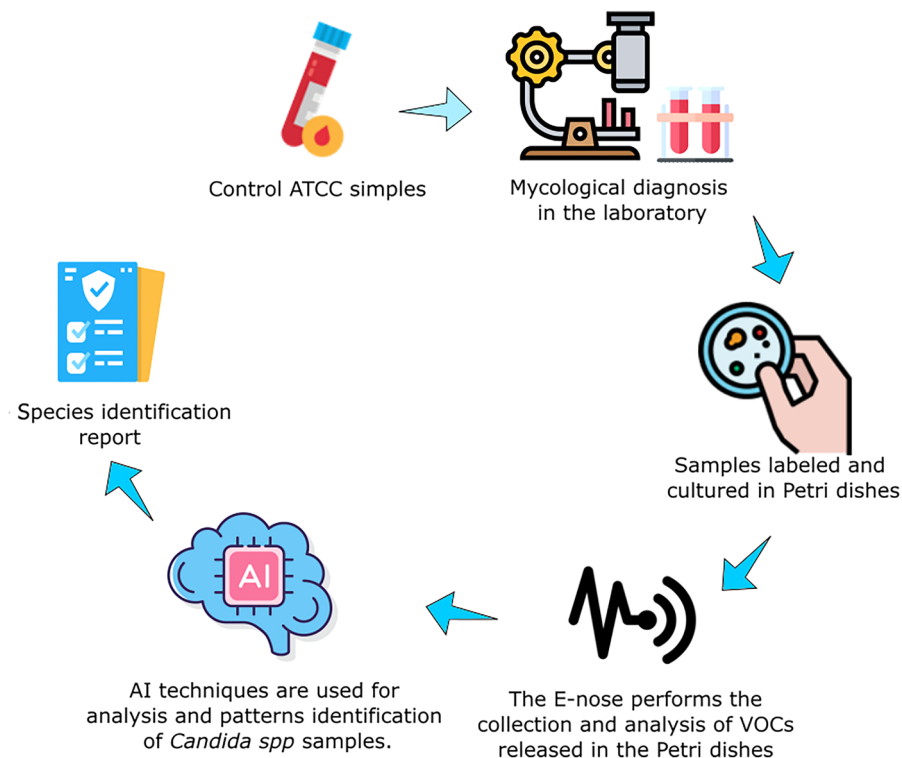 Control ATCC simples
Mycological diagnosis
in the laboratory
Samples labeled and
cultured in Petri dishes
The E-nose performs the
collection and analysis of VOCs
released in the Petri dishes
AI
AI techniques are used for
analysis and patterns identification
of Candida spp samples.
Species identification
report